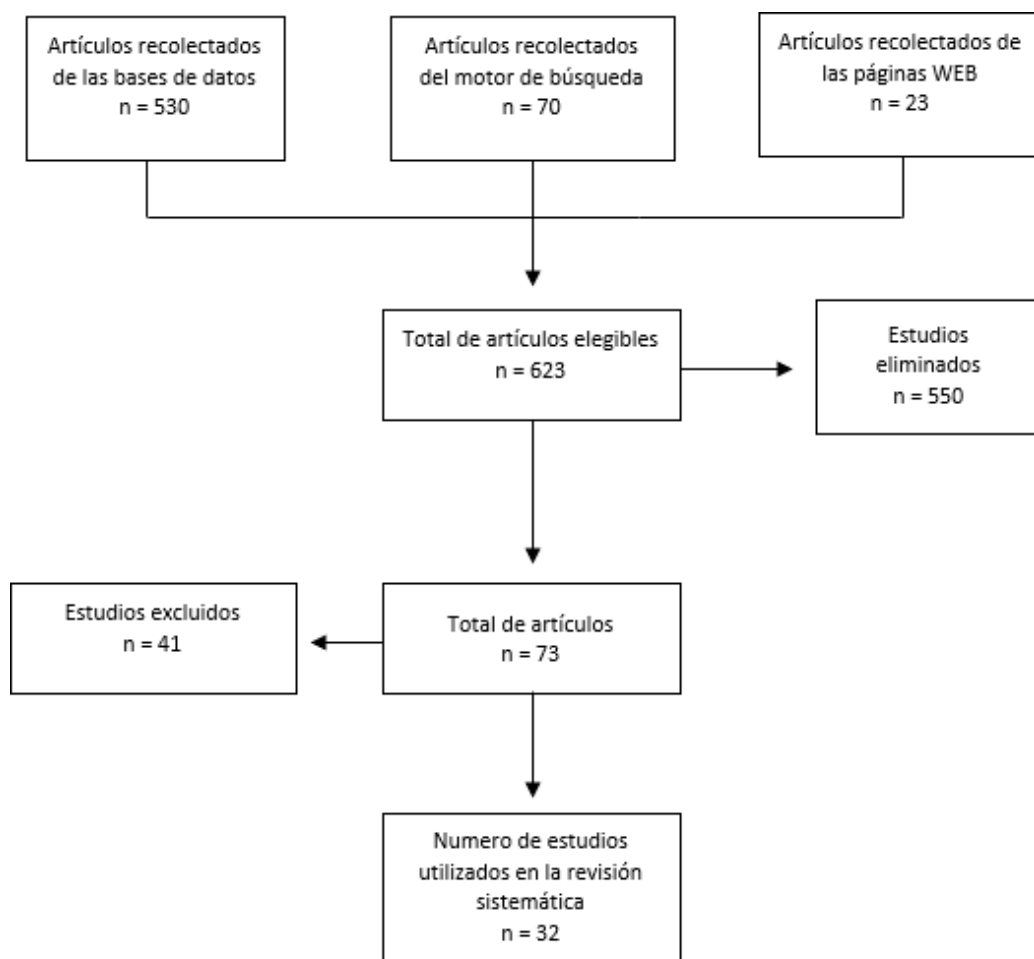 Artículos recolectados
de las bases de datos
n = 530
Artículos recolectados
del motor de búsqueda
n = 70
Artículos recolectados de
las páginas WEB
n = 23
Total de artículos elegibles
n = 623
Estudios
eliminados
n = 550
Estudios excluidos
n = 41
Total de artículos
n = 73
Numero de estudios
utilizados en la revisión
sistemática
n = 32